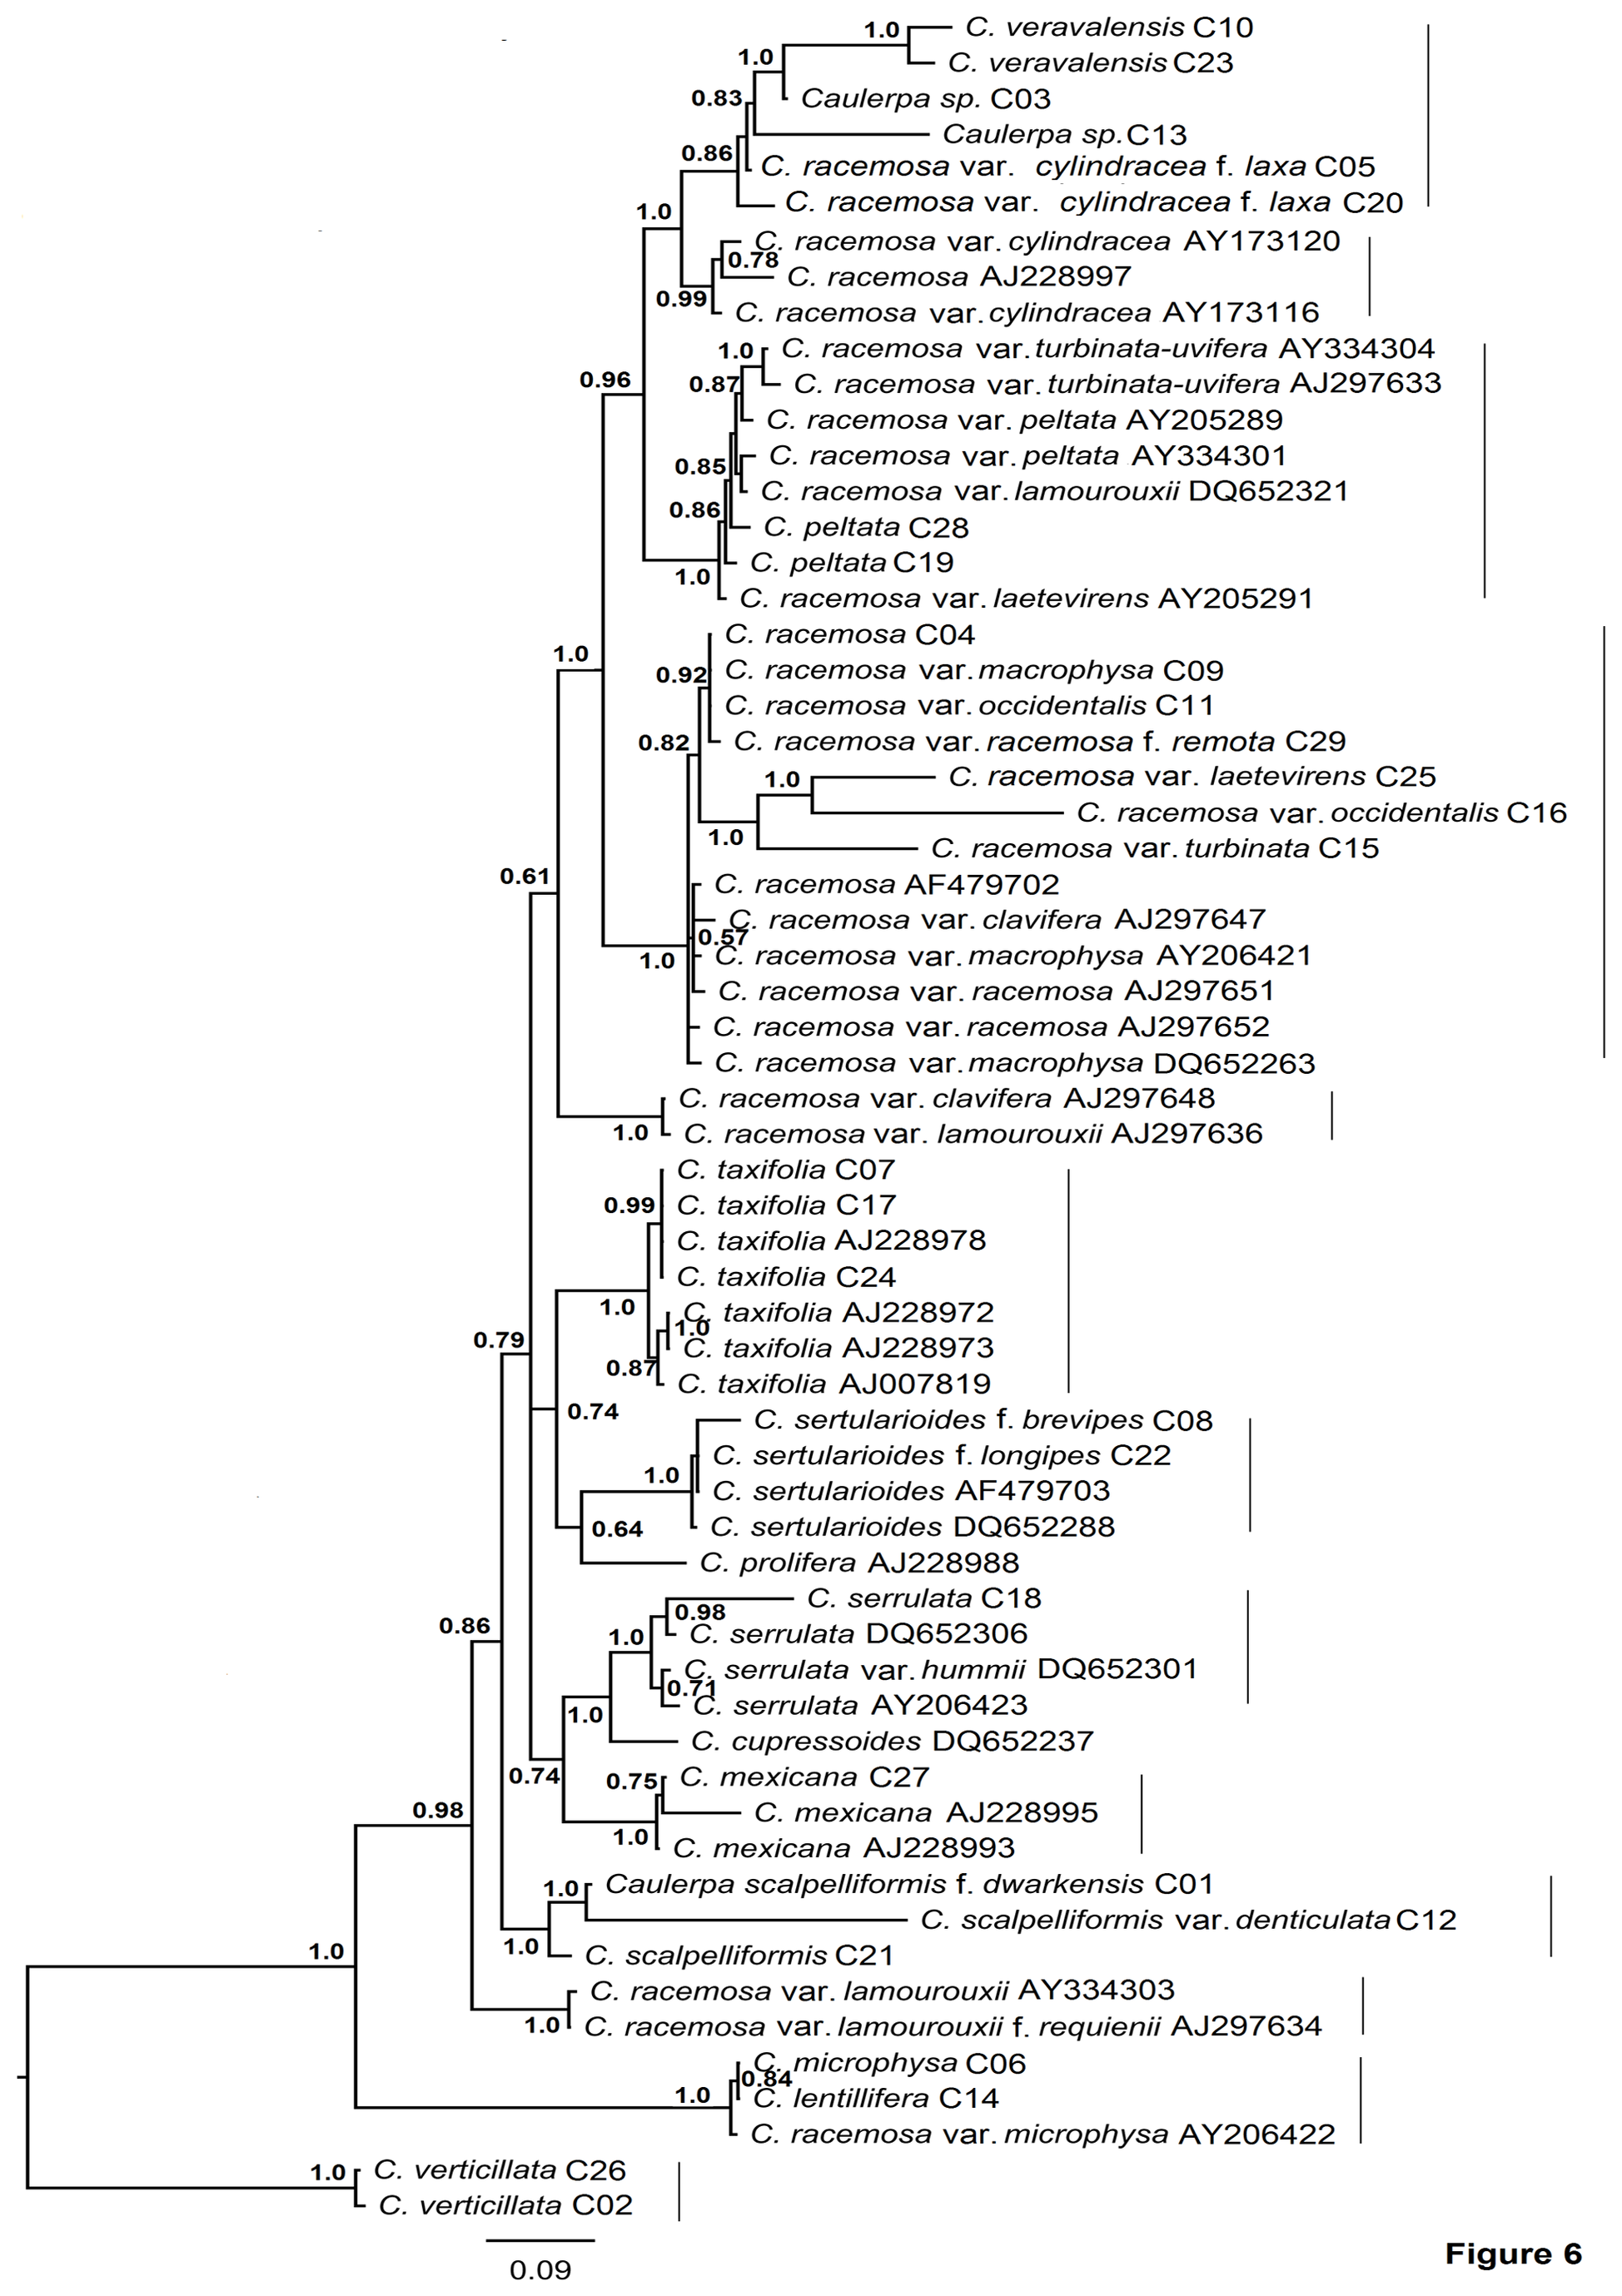 1.0
C. veravalensis C10
1.0
C. veravalensis C23
0.83
Caulerpa sp. C03
Caulerpa sp. C13
0.86
C. racemosa var. cylindracea f. laxa C05
C. racemosa var. cylindracea f. laxa C20
1.0
C. racemosa var. cylindracea AY173120
0.78
C. racemosa AJ228997
0.99
C. racemosa var. cylindracea AY173116
1.0
C. racemosa var. turbinata-uvifera AY334304
0.96
0.87
C. racemosa var. turbinata-uvifera AJ297633
C. racemosa var. peltata AY205289
C. racemosa var. peltata AY334301
0.85
C. racemosa var. lamourouxii DQ652321
0.86
C. peltata C28
C. peltata C19
1.0
C. racemosa var. laetevirens AY205291
C. racemosa C04
1.0
0.92
C. racemosa var. macrophysa C09
C. racemosa var. occidentalis C11
0.82
C. racemosa var. racemosa f. remota C29
1.0
C. racemosa var. laetevirens C25
C. racemosa var. occidentalis C16
1.0
C. racemosa var. turbinata C15
0.61
C. racemosa AF479702
C. racemosa var. clavifera AJ297647
0.57
1.0
C. racemosa var. macrophysa AY206421
C. racemosa var. racemosa AJ297651
C. racemosa var. racemosa AJ297652
C. racemosa var. macrophysa DQ652263
C. racemosa var. clavifera AJ297648
1.0
C. racemosa var. lamourouxii AJ297636
C. taxifolia C07
0.99
C. taxifolia C17
C. taxifolia AJ228978
C. taxifolia C24
1.0
C. taxifolia AJ228972
1.0
0.79
C. taxifolia AJ228973
0.87
C. taxifolia AJ007819
0.74
C. sertularioides f. brevipes C08
C. sertularioides f. longipes C22
1.0
C. sertularioides AF479703
0.64
C. sertularioides DQ652288
C. prolifera AJ228988
C. serrulata C18
0.98
0.86
1.0
C. serrulata DQ652306
C. serrulata var. hummii DQ652301
0.71
C. serrulata AY206423
1.0
C. cupressoides DQ652237
0.74
0.75
C. mexicana C27
0.98
C. mexicana AJ228995
1.0
C. mexicana AJ228993
1.0
Caulerpa scalpelliformis f. dwarkensis C01
C. scalpelliformis var. denticulata C12
1.0
1.0
C. scalpelliformis C21
C. racemosa var. lamourouxii AY334303
1.0
C. racemosa var. lamourouxii f. requienii AJ297634
C. microphysa C06
0.84
1.0
C. lentillifera C14
C. racemosa var. microphysa AY206422
1.0
C. verticillata C26
C. verticillata C02
0.09
Figure 6